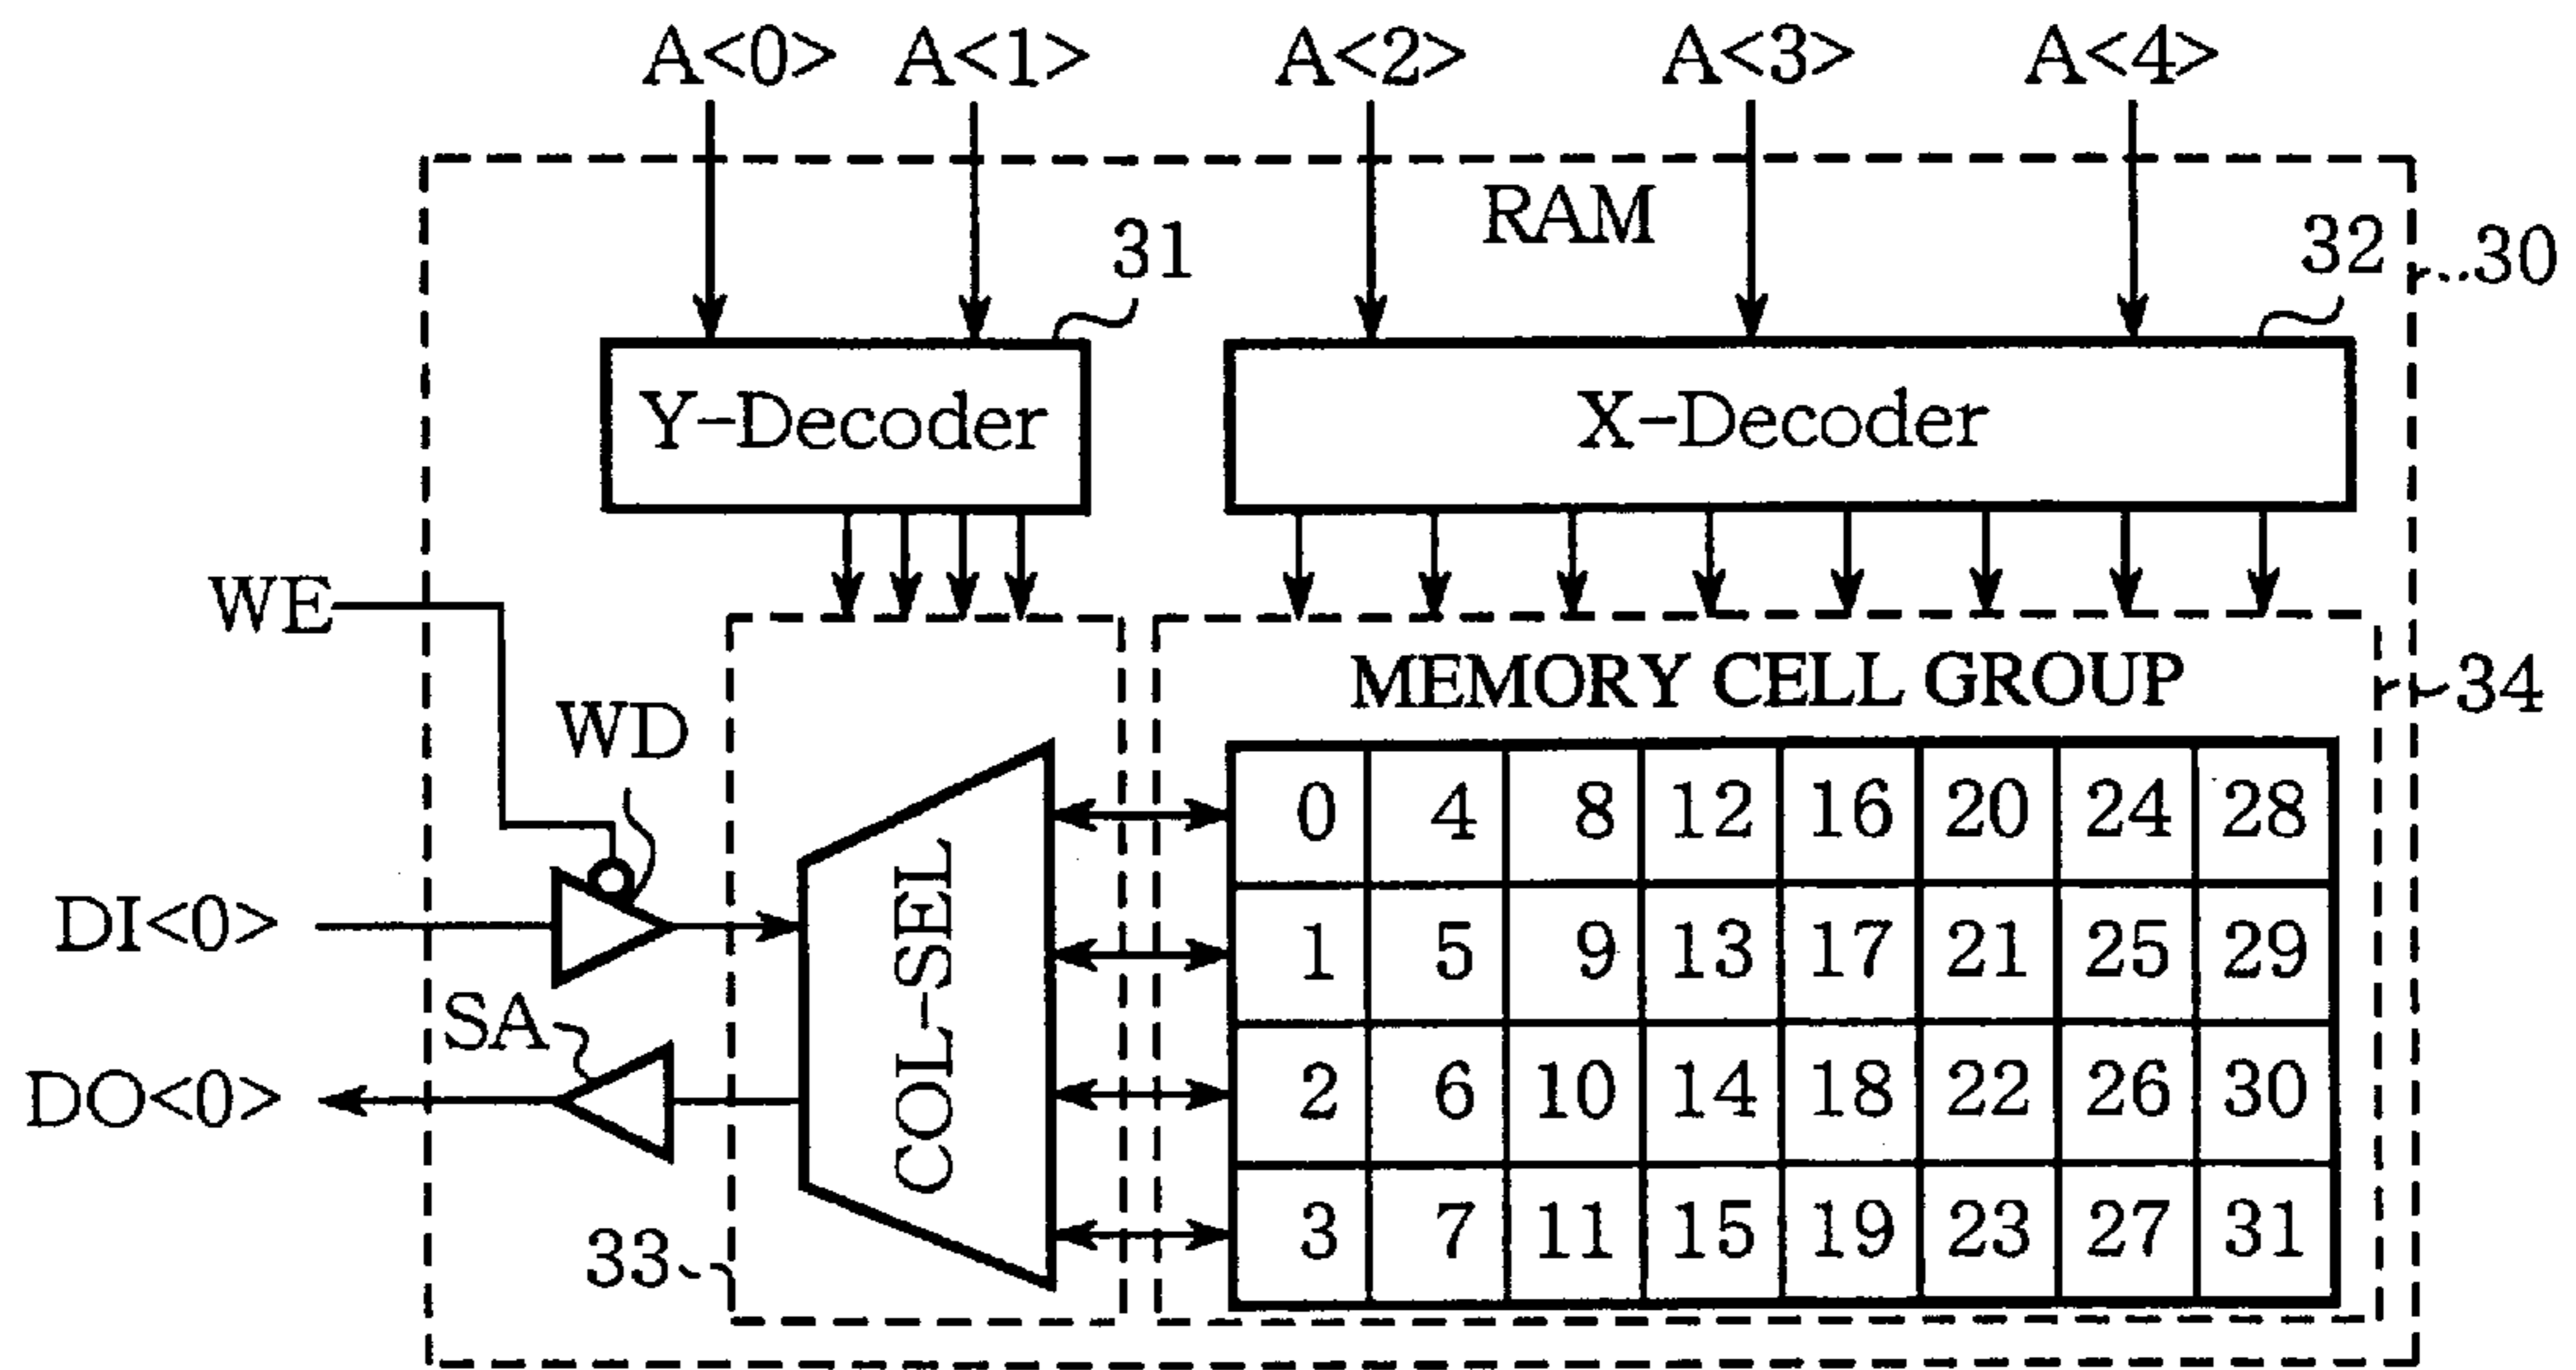 A<0> A<1> A<2> A<3> A<4>
RAM
31
32
30
Y-Decoder
X-Decoder
WE
MEMORY CELL GROUP
34
WD
0 4 8 12 16 20 24 28
COL-SEL
DI<0>
1 5 9 13 17 21 25 29
SA
DO<0>
2 6 10 14 18 22 26 30
33
3 7 11 15 19 23 27 31